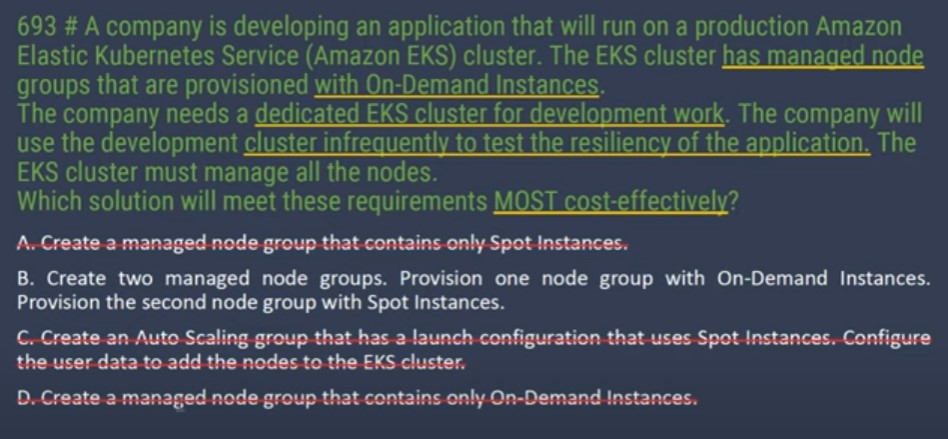 693 # A company is developing an application that will run on a production Amazon
Elastic Kubernetes Service (Amazon EKS) cluster. The EKS cluster has managed node
groups that are provisioned with On-Demand Instances.
The company needs a dedicated EKS cluster for development work. The company will
use the development cluster infrequently to test the resiliency of the application. The
EKS cluster must manage all the nodes.
Which solution will meet these requirements MOST cost-effectively?
A. Create a managed node group that contains only Spot Instances.
B. Create two managed node groups. Provision one node group with On-Demand Instances.
Provision the second node group with Spot Instances.
C. Create an Auto Scaling group that has a launch configuration that uses Spot Instances. Configure
the user data to add the nodes to the EKS cluster.
D. Create a managed node group that contains only On-Demand Instances.